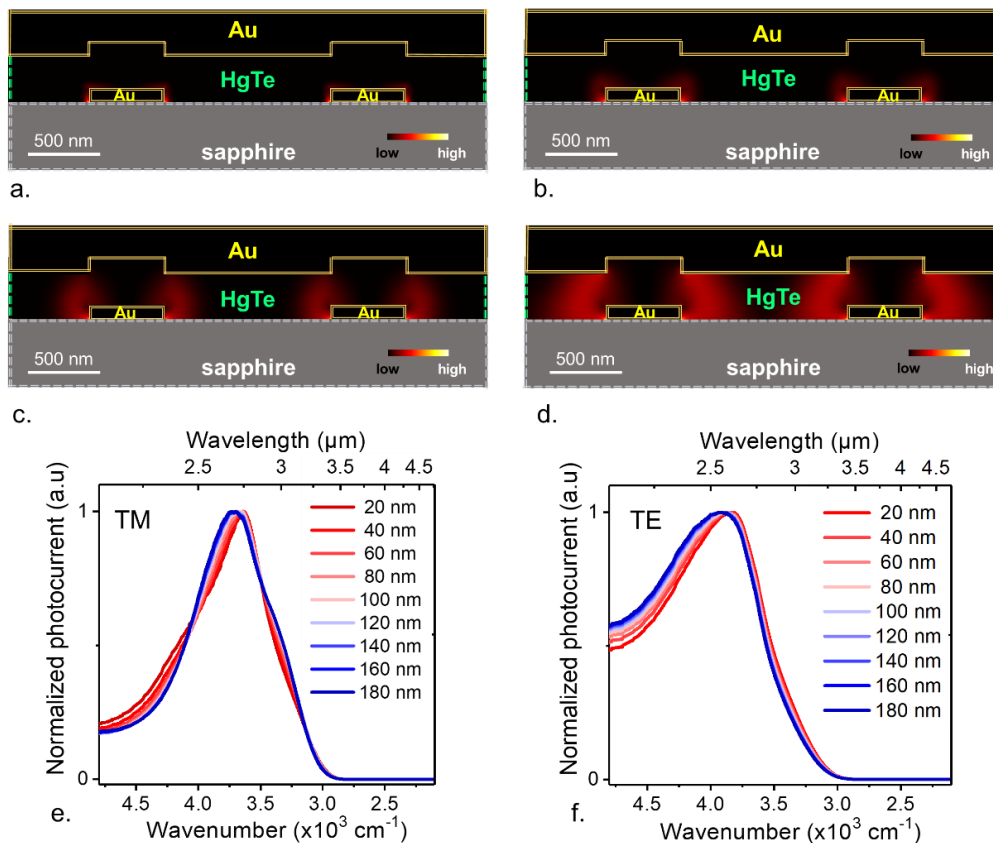 Au
HgTe
Au
Au
500 nm
sapphire
low
high
a.
Au
HgTe
Au
Au
500 nm
sapphire
low
high
b.
Au
HgTe
Au
Au
500 nm
sapphire
low
high
c.
Au
HgTe
Au
Au
500 nm
sapphire
low
high
d.
Wavelength (µm)
2.5 3 3.5 4 4.5
Normalized photocurrent (a.u)
1
0
TM
20 nm
40 nm
60 nm
80 nm
100 nm
120 nm
140 nm
160 nm
180 nm
4.5 4.0 3.5 3.0 2.5
Wavenumber (x10³ cm⁻¹)
e.
Wavelength (µm)
2.5 3 3.5 4 4.5
Normalized photocurrent (a.u)
1
0
TE
20 nm
40 nm
60 nm
80 nm
100 nm
120 nm
140 nm
160 nm
180 nm
4.5 4.0 3.5 3.0 2.5
Wavenumber (x10³ cm⁻¹)
f.